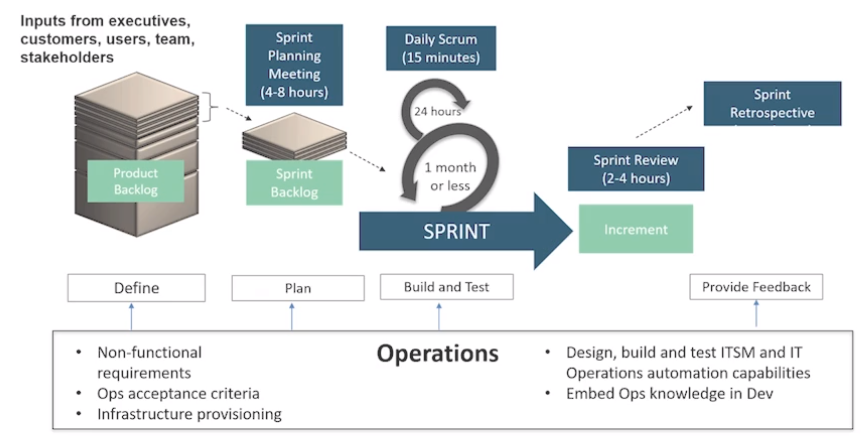 Inputs from executives,
customers, users, team,
stakeholders
Sprint
Planning
Meeting
(4-8 hours)
Daily Scrum
(15 minutes)
24 hours
1 month
or less
Product
Backlog
Sprint
Backlog
SPRINT
Sprint Review
(2-4 hours)
Increment
Sprint
Retrospective
Define
Plan
Build and Test
Provide Feedback
Operations
• Non-functional
requirements
• Ops acceptance criteria
• Infrastructure provisioning
• Design, build and test ITSM and IT
Operations automation capabilities
• Embed Ops knowledge in Dev